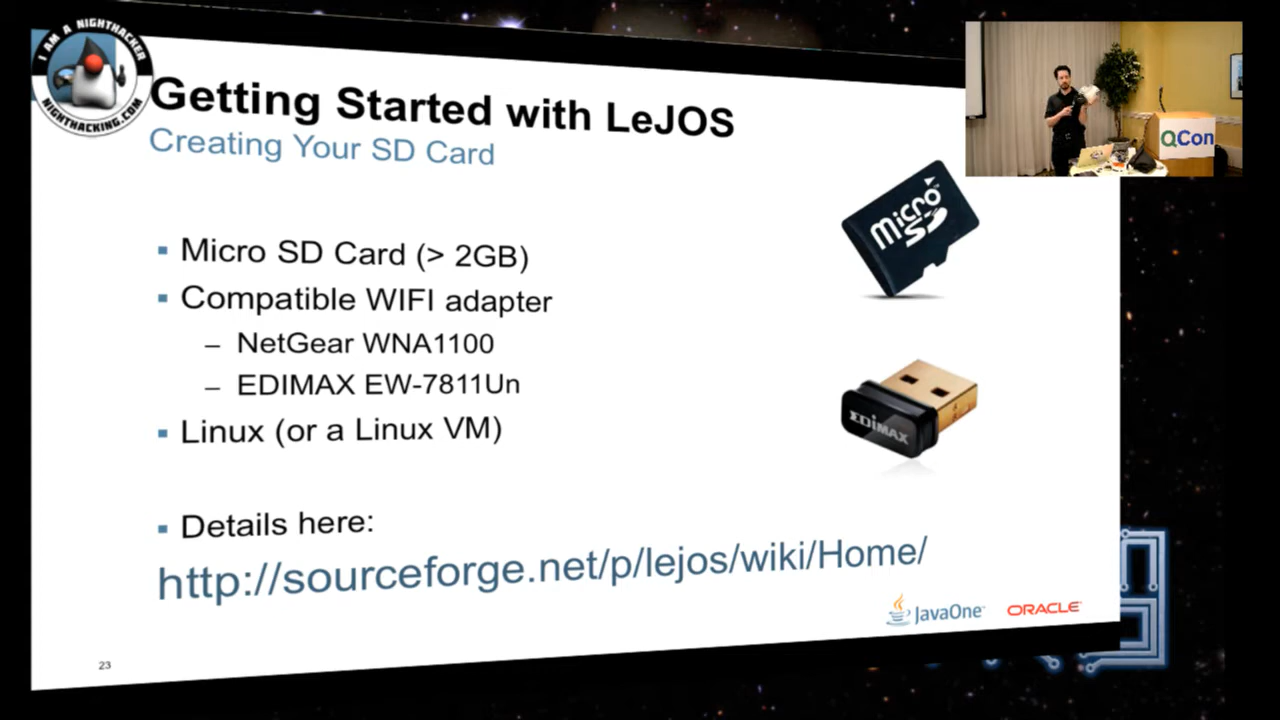 I AM A NIGHTHACKER
NIGHTHACKING.COM
Getting Started with LeJOS
Creating Your SD Card
QCon
Micro SD
▪ Micro SD Card (> 2GB)
▪ Compatible WIFI adapter
– NetGear WNA1100
– EDIMAX EW-7811Un
EDIMAX
▪ Linux (or a Linux VM)
▪ Details here:
http://sourceforge.net/p/lejos/wiki/Home/
JavaOne
ORACLE
23